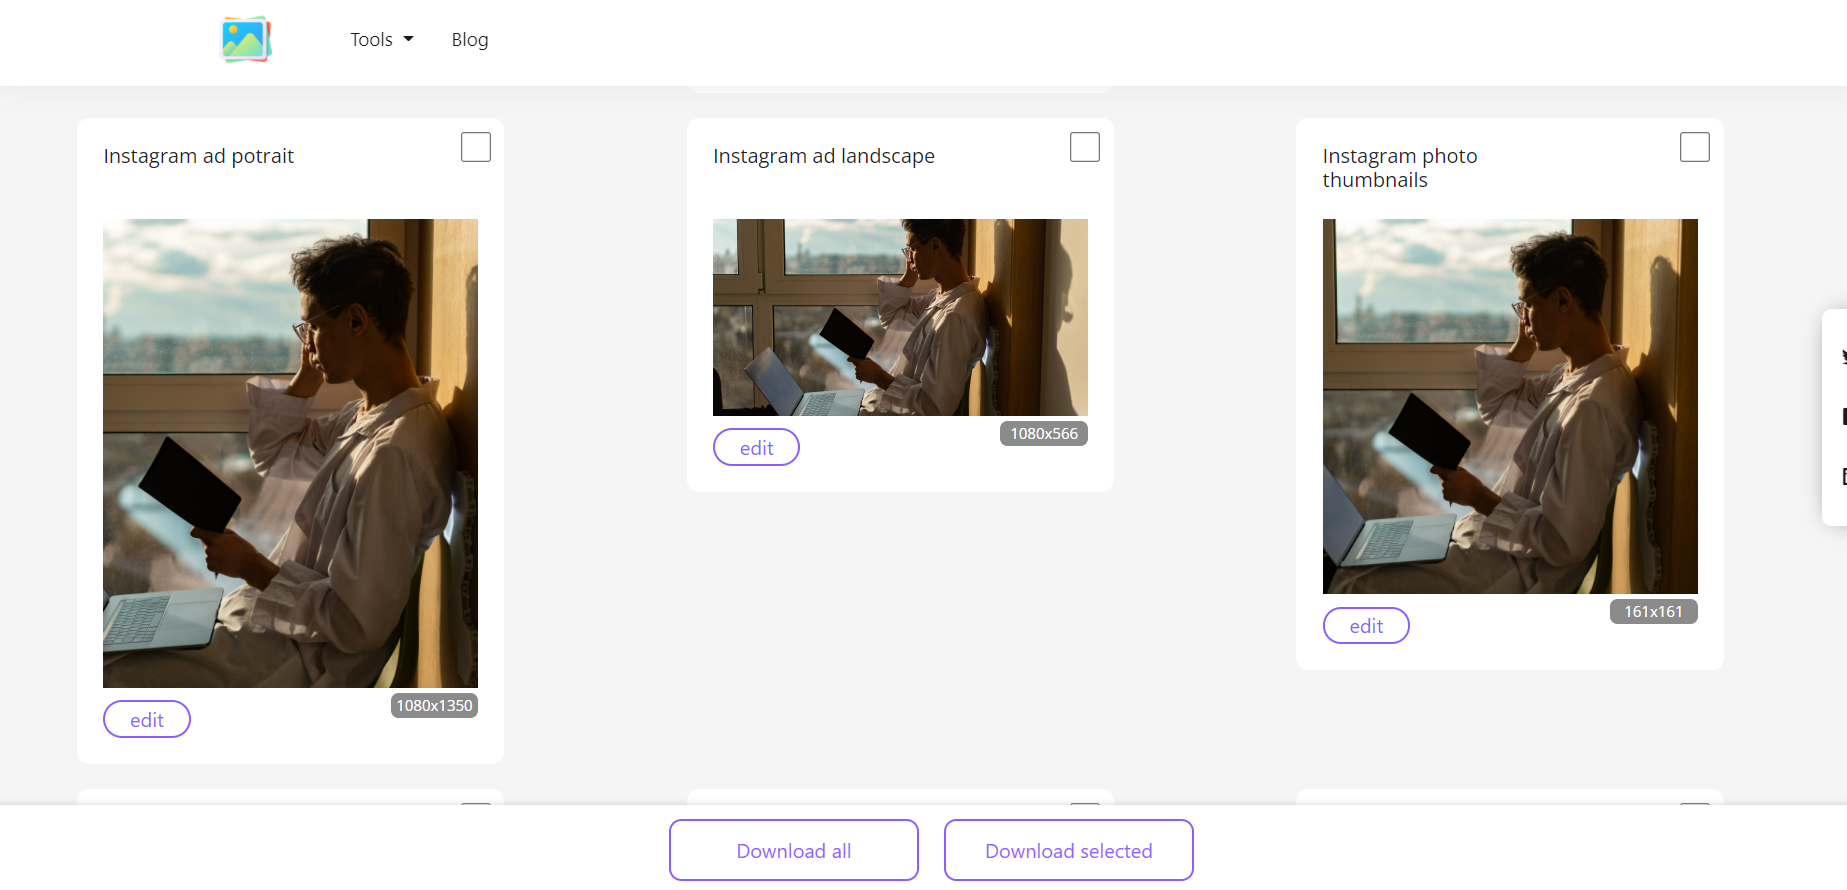 Tools
Blog
Instagram ad potrait
Instagram ad landscape
Instagram photo
thumbnails
edit
1080x1350
edit
1080x566
edit
161x161
Download all
Download selected